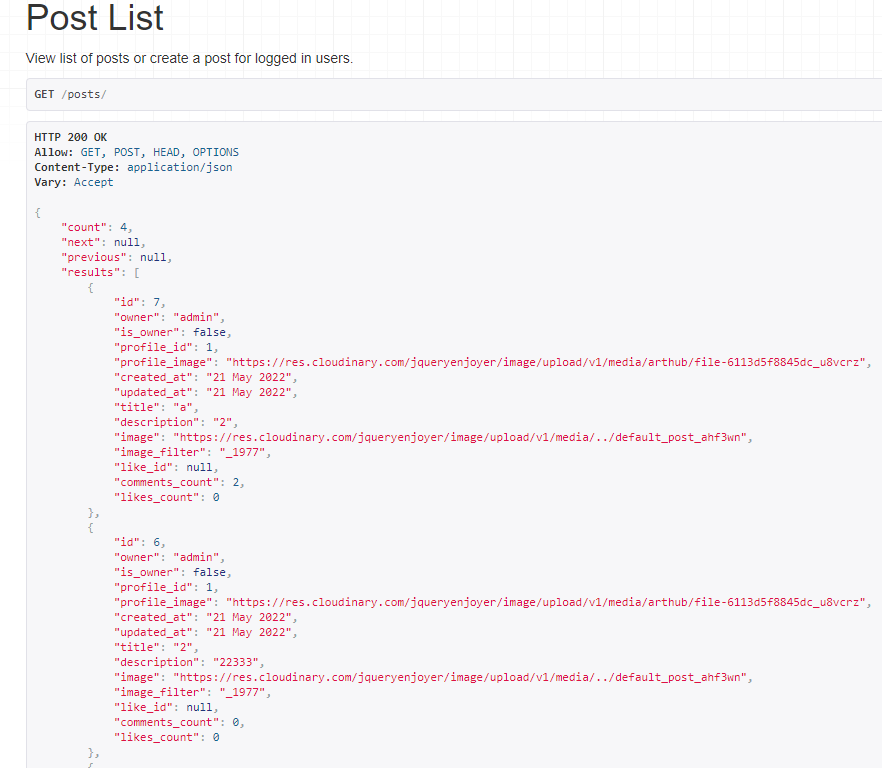 Post List
View list of posts or create a post for logged in users.
GET /posts/
HTTP 200 OK
Allow: GET, POST, HEAD, OPTIONS
Content-Type: application/json
Vary: Accept
{
"count": 4,
"next": null,
"previous": null,
"results": [
{
"id": 7,
"owner": "admin",
"is_owner": false,
"profile_id": 1,
"profile_image": "https://res.cloudinary.com/jqueryenjoyer/image/upload/v1/media/arthub/file-6113d5f8845dc_u8vcrz",
"created_at": "21 May 2022",
"updated_at": "21 May 2022",
"title": "a",
"description": "2",
"image": "https://res.cloudinary.com/jqueryenjoyer/image/upload/v1/media/../default_post_ahf3wn",
"image_filter": "_1977",
"like_id": null,
"comments_count": 2,
"likes_count": 0
},
{
"id": 6,
"owner": "admin",
"is_owner": false,
"profile_id": 1,
"profile_image": "https://res.cloudinary.com/jqueryenjoyer/image/upload/v1/media/arthub/file-6113d5f8845dc_u8vcrz",
"created_at": "21 May 2022",
"updated_at": "21 May 2022",
"title": "2",
"description": "22333",
"image": "https://res.cloudinary.com/jqueryenjoyer/image/upload/v1/media/../default_post_ahf3wn",
"image_filter": "_1977",
"like_id": null,
"comments_count": 0,
"likes_count": 0
},
{